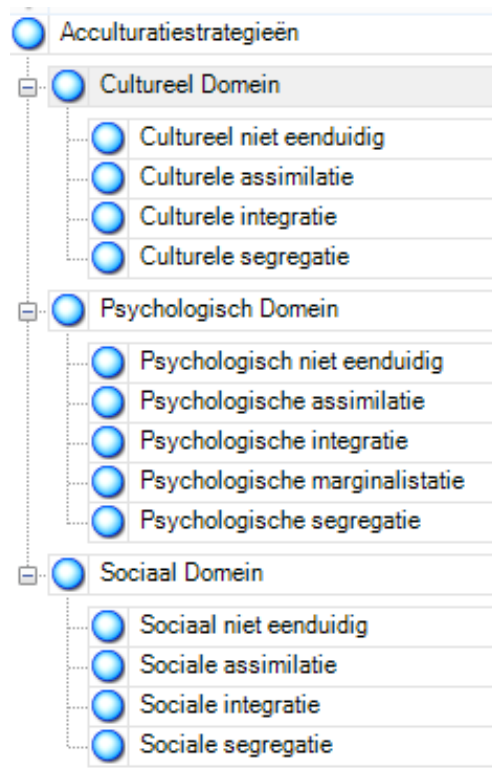 Acculturatiestrategieën
Cultureel Domein
Cultureel niet eenduidig
Culturele assimilatie
Culturele integratie
Culturele segregatie
Psychologisch Domein
Psychologisch niet eenduidig
Psychologische assimilatie
Psychologische integratie
Psychologische marginalistatie
Psychologische segregatie
Sociaal Domein
Sociaal niet eenduidig
Sociale assimilatie
Sociale integratie
Sociale segregatie